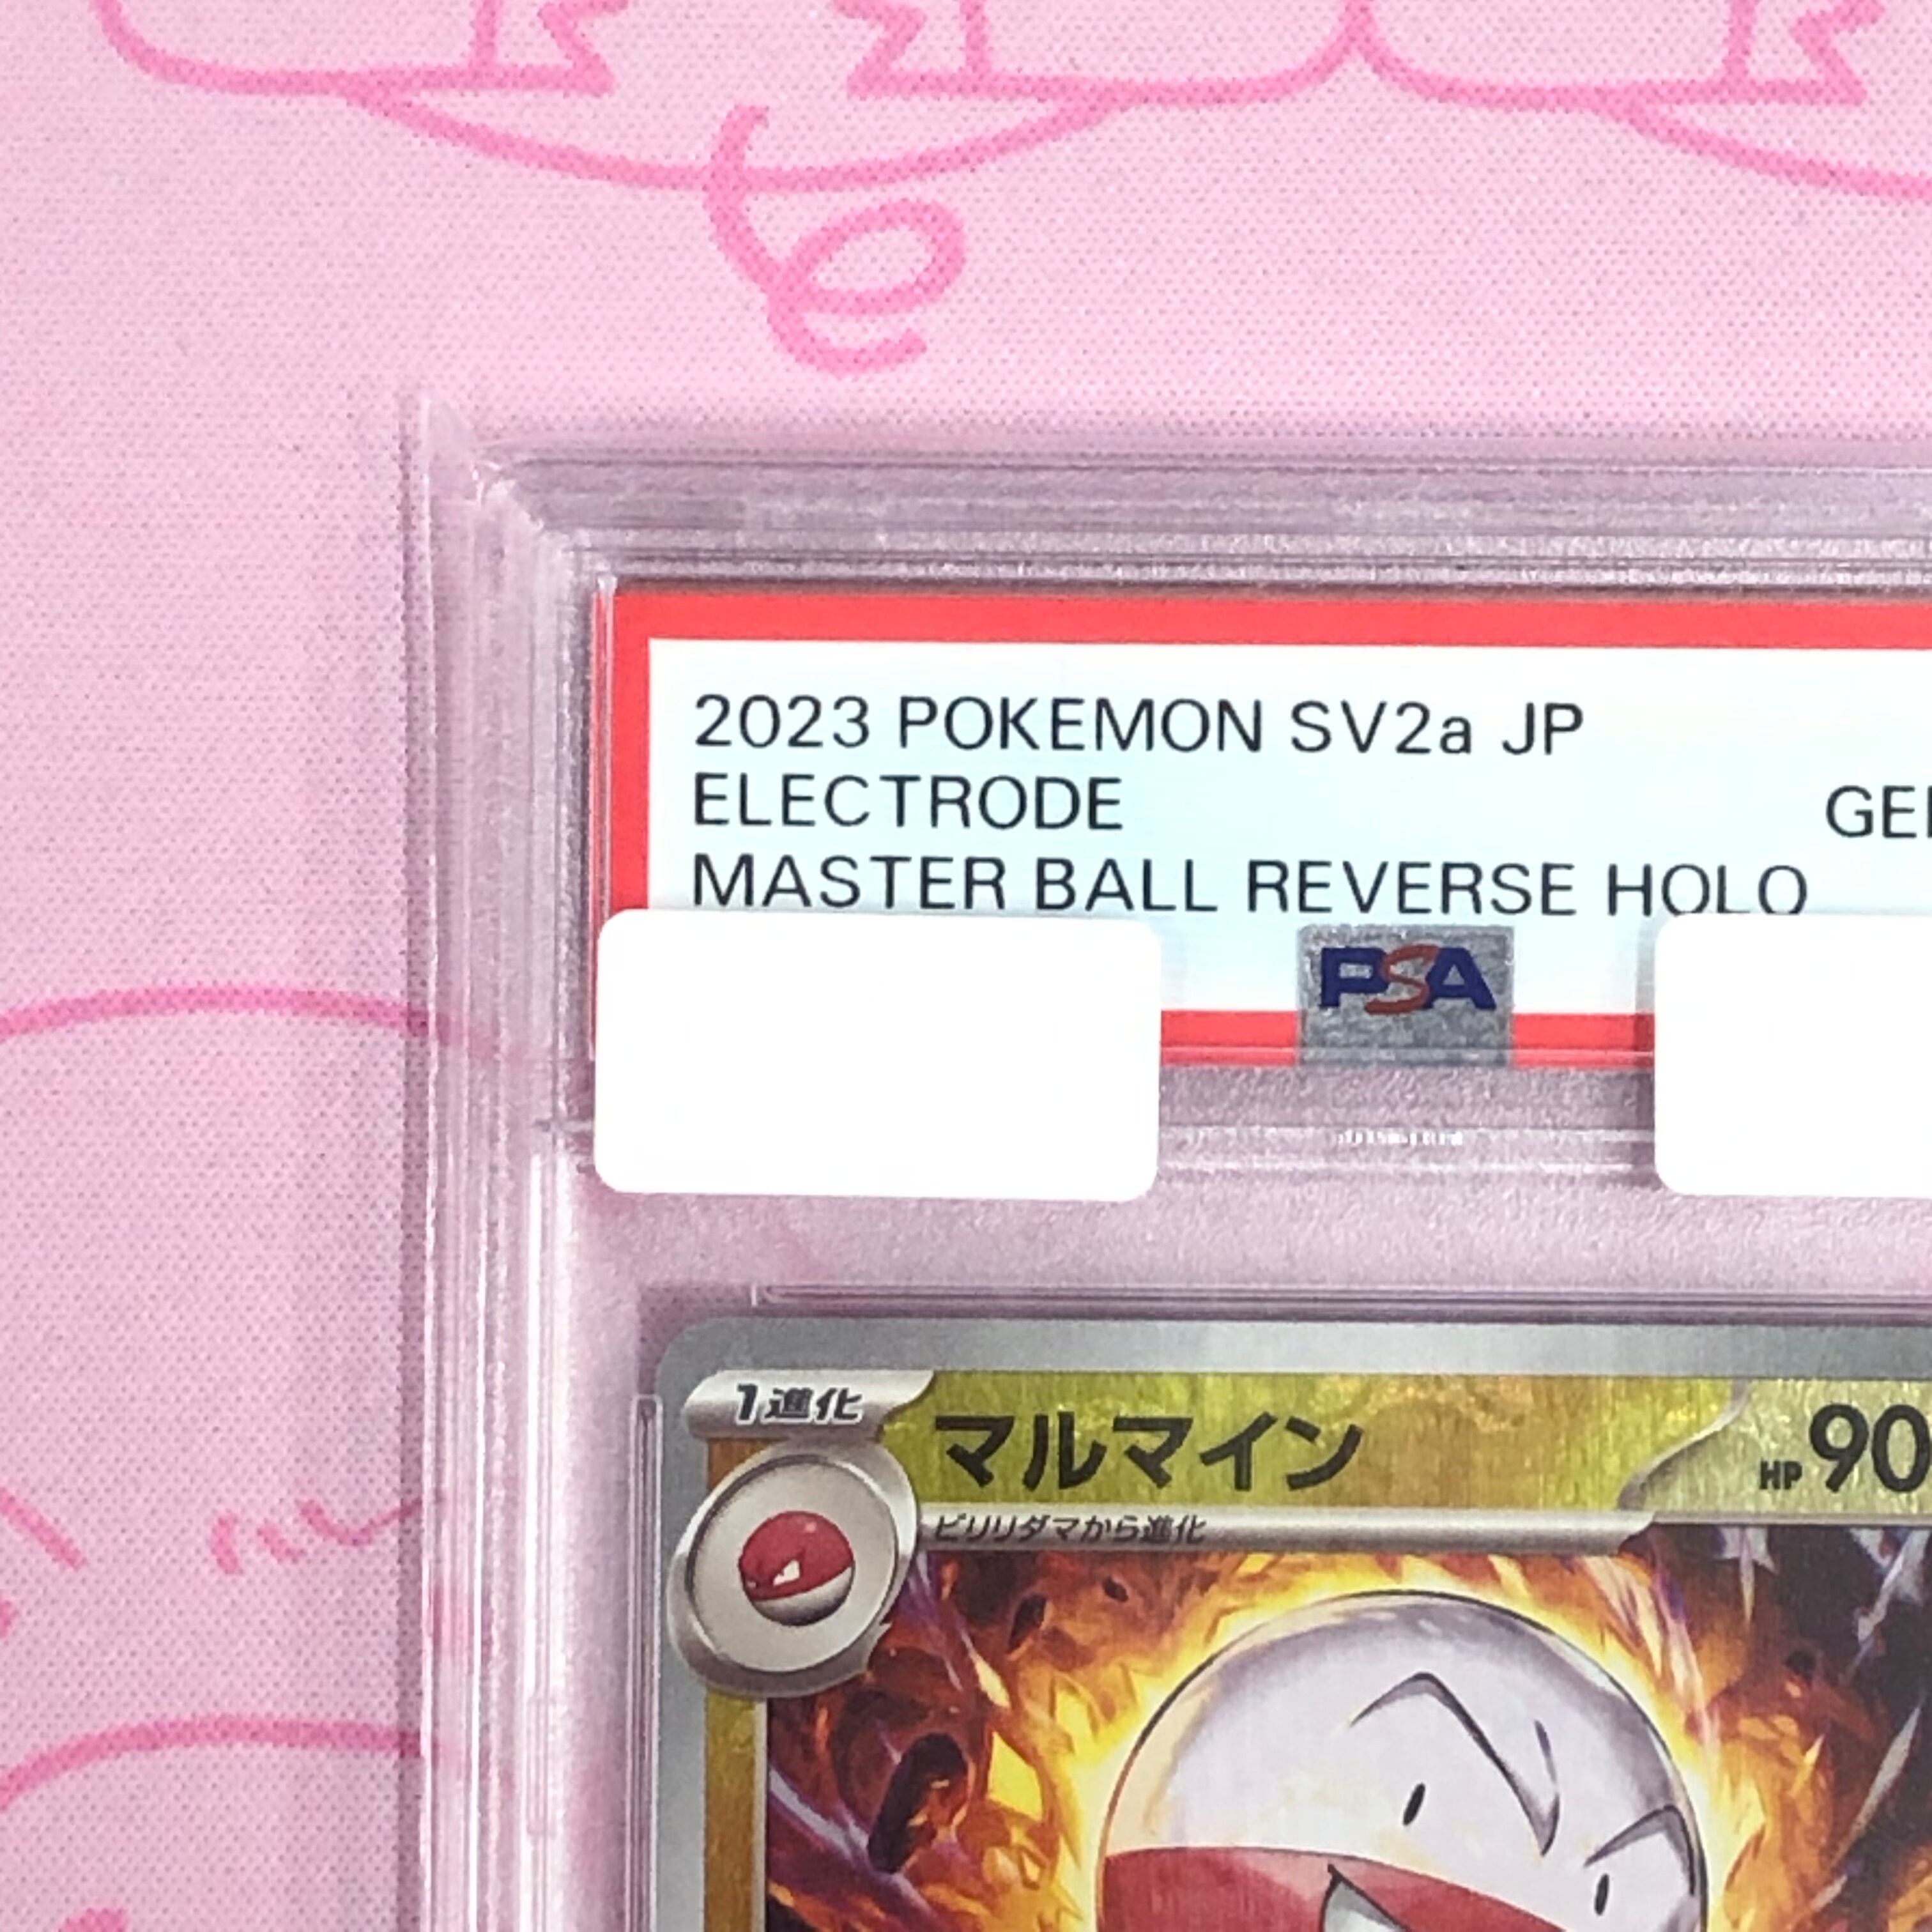 2023 POKEMON SV2a JP
ELECTRODE
GE
MASTER BALL REVERSE HOLO
PSA
1進化
マルマイン
HP 90
ビリリダマから進化